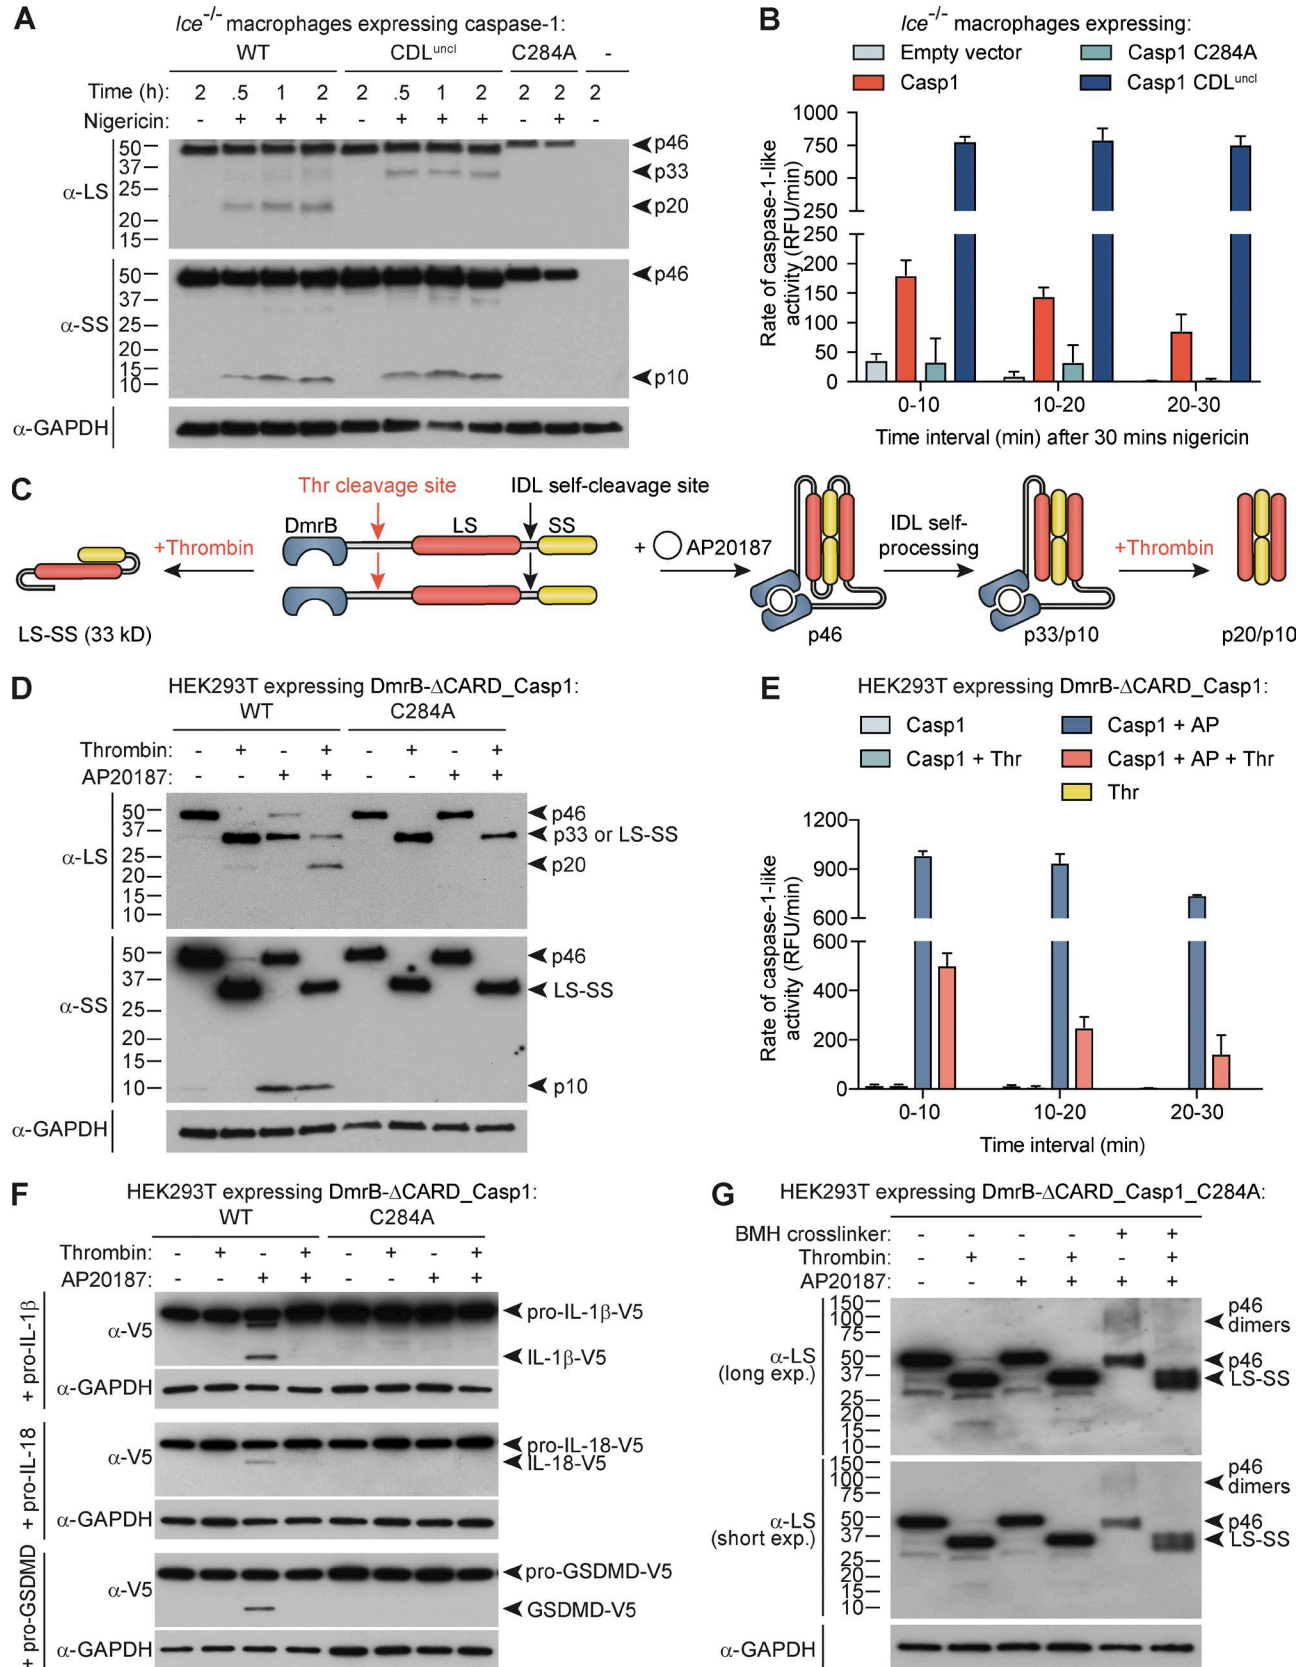 A
Ice-/- macrophages expressing caspase-1:
WT CDLuncl C284A -
Time (h): 2 .5 1 2 2 .5 1 2 2 2 2
Nigericin: - + + + - + + + - + -
α-LS
50
37
25
20
15
p46
p33
p20
α-SS
50
37
25
20
15
10
p46
p10
α-GAPDH
B
Ice-/- macrophages expressing:
Empty vector
Casp1
Casp1 C284A
Casp1 CDLuncl
Rate of caspase-1-like
activity (RFU/min)
1000
750
500
250
250
200
150
100
50
0
0-10 10-20 20-30
Time interval (min) after 30 mins nigericin
C
Thr cleavage site
IDL self-cleavage site
DmrB LS SS
+Thrombin
LS-SS (33 kD)
+ AP20187
p46
IDL self-
processing
p33/p10
+Thrombin
p20/p10
D
HEK293T expressing DmrB-ΔCARD_Casp1:
WT C284A
Thrombin: - + - + - + - +
AP20187: - - + + - - + +
α-LS
50
37
25
20
15
10
p46
p33 or LS-SS
p20
α-SS
50
37
25
20
15
10
p46
LS-SS
p10
α-GAPDH
E
HEK293T expressing DmrB-ΔCARD_Casp1:
Casp1
Casp1 + Thr
Casp1 + AP
Casp1 + AP + Thr
Thr
Rate of caspase-1-like
activity (RFU/min)
1200
900
600
600
400
200
0
0-10 10-20 20-30
Time interval (min)
F
HEK293T expressing DmrB-ΔCARD_Casp1:
WT C284A
Thrombin: - + - + - + - +
AP20187: - - + + - - + +
+ pro-IL-1β
α-V5
pro-IL-1β-V5
IL-1β-V5
α-GAPDH
+ pro-IL-18
α-V5
pro-IL-18-V5
IL-18-V5
α-GAPDH
+ pro-GSDMD
α-V5
pro-GSDMD-V5
GSDMD-V5
α-GAPDH
G
HEK293T expressing DmrB-ΔCARD_Casp1_C284A:
BMH crosslinker: - - - - + +
Thrombin: - + - + - +
AP20187: - - + + + +
α-LS
(long exp.)
150
100
75
50
37
25
20
15
10
p46
dimers
p46
LS-SS
α-LS
(short exp.)
150
100
75
50
37
25
20
15
10
p46
dimers
p46
LS-SS
α-GAPDH